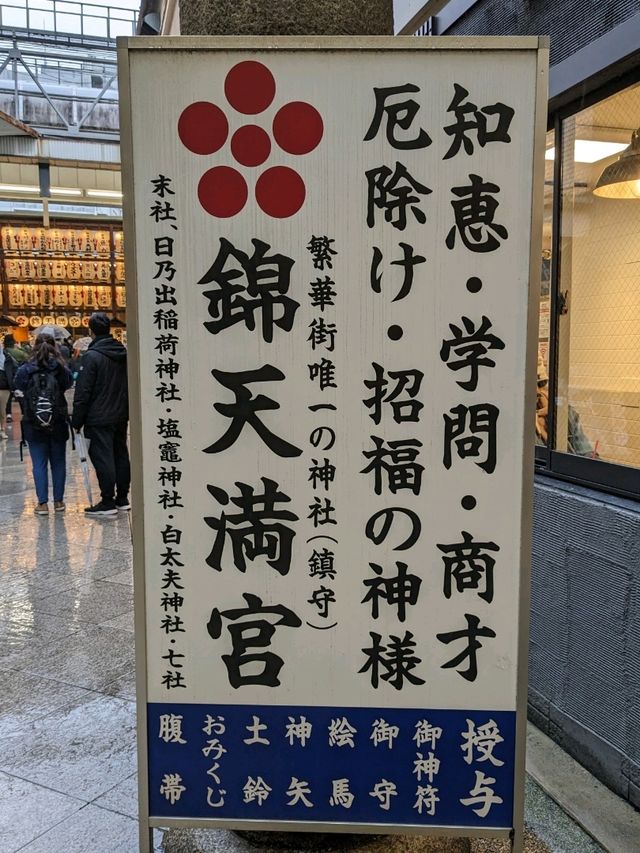 知恵・学問・商才
厄除け・招福の神様
繁華街唯一の神社(鎮守)
錦天満宮
末社、日乃出稲荷神社・塩竈神社・白太夫神社・七社
授与
御神符
御守
絵馬
神矢
土鈴
おみくじ
腹帯